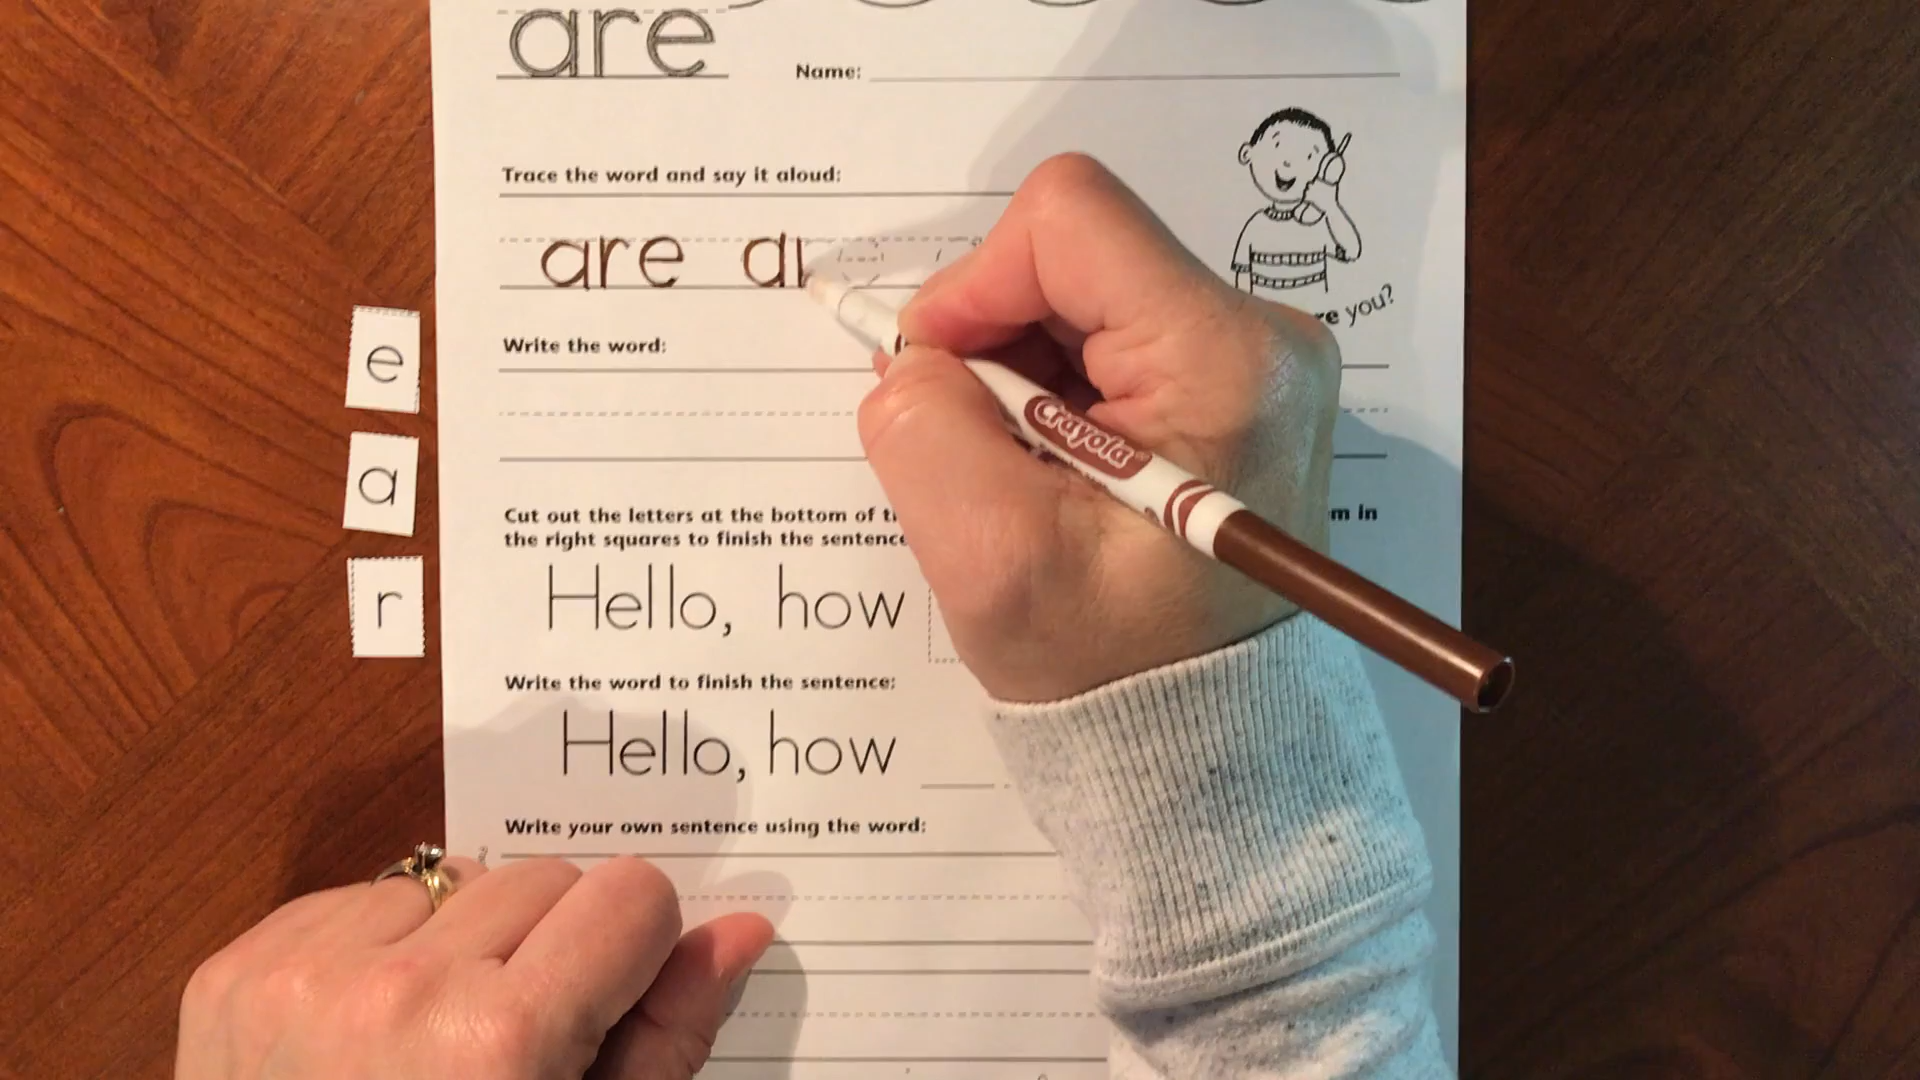 are
Name:
Trace the word and say it aloud:
are ar
re you?
Write the word:
e
a
r
Cut out the letters at the bottom of m in
the right squares to finish the sentence
Hello, how
Write the word to finish the sentence:
Hello, how
Write your own sentence using the word:
Crayola